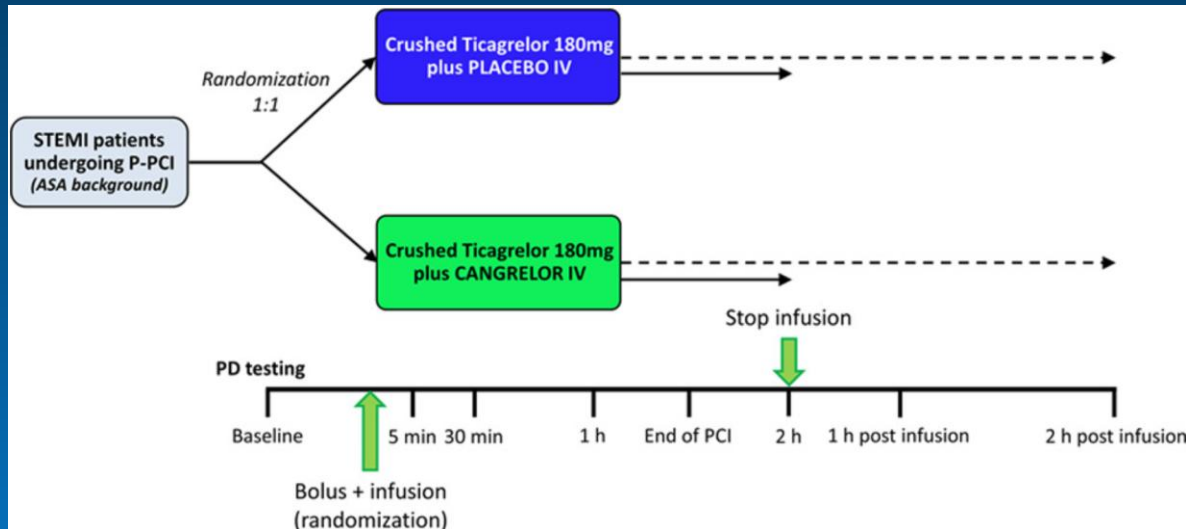 Crushed Ticagrelor 180mg
plus PLACEBO IV
Randomization
1:1
STEMI patients
undergoing P-PCI
(ASA background)
Crushed Ticagrelor 180mg
plus CANGRELOR IV
Stop infusion
PD testing
Baseline 5 min 30 min 1 h End of PCI 2 h 1 h post infusion 2 h post infusion
Bolus + infusion
(randomization)